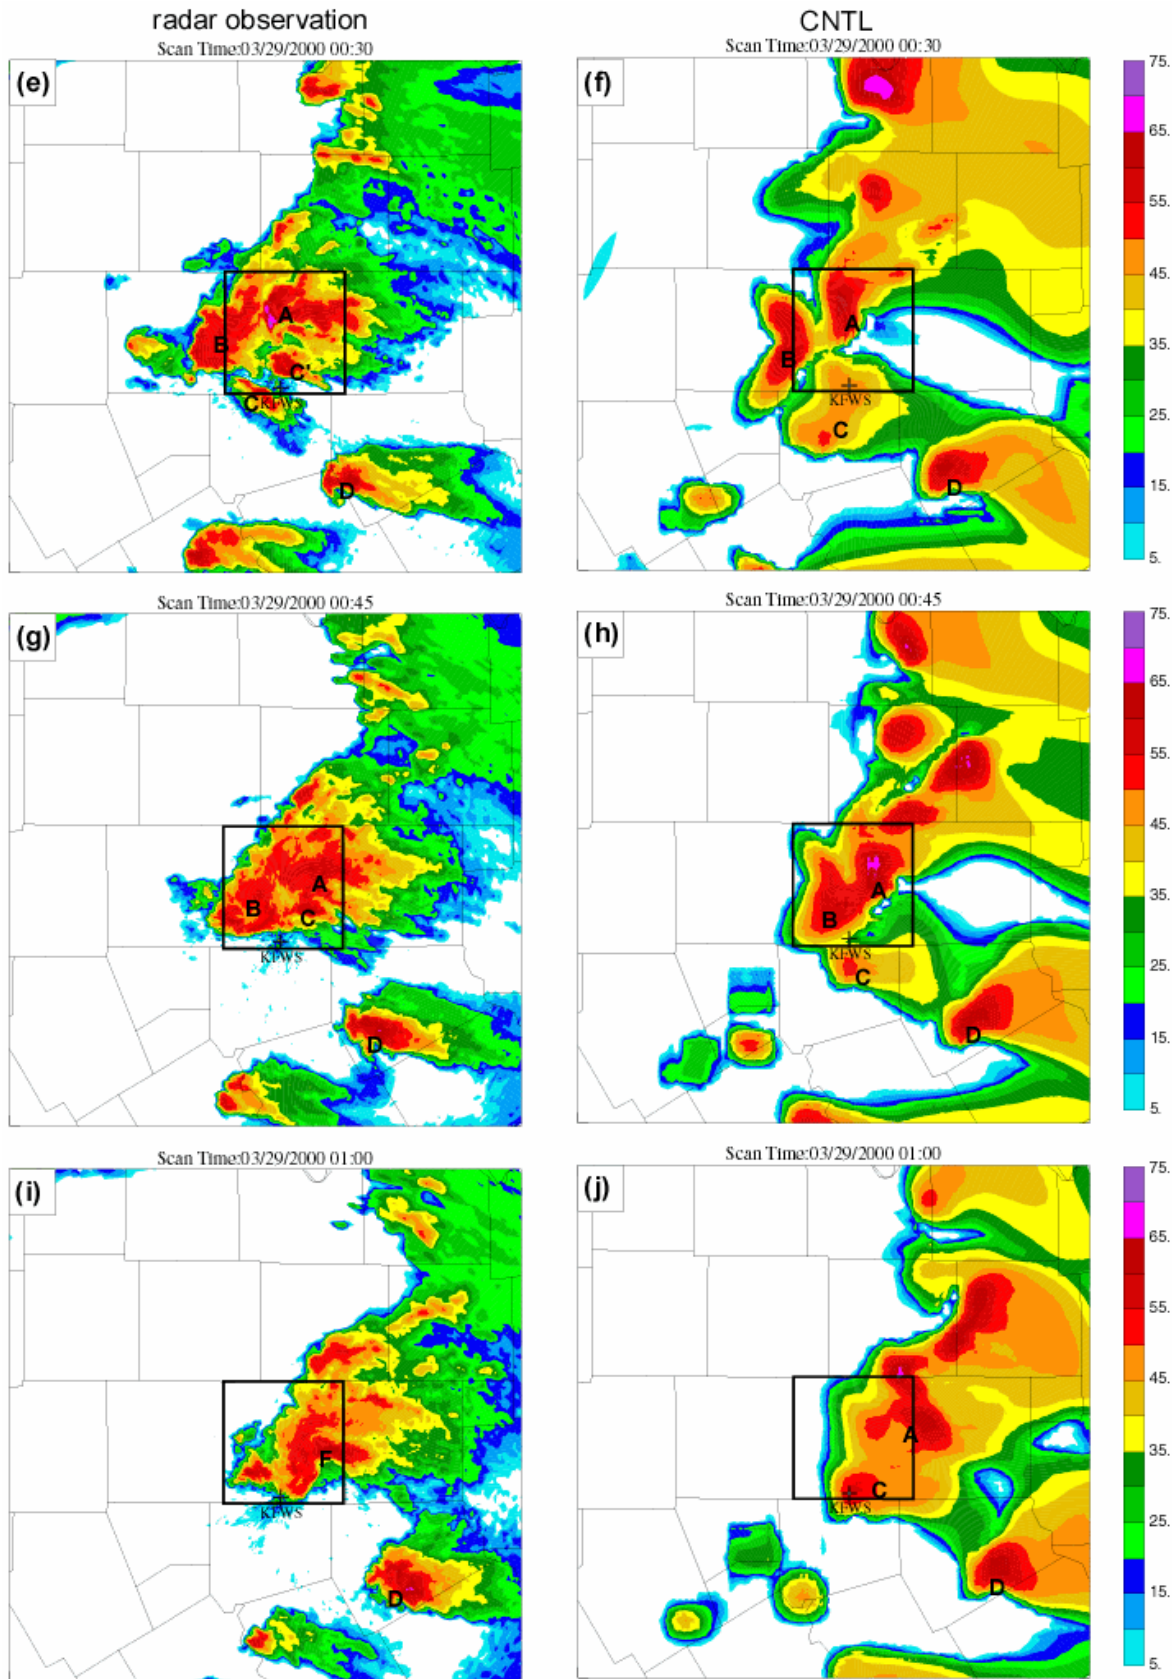 radar observation
CNTL
Scan Time:03/29/2000 00:30
Scan Time:03/29/2000 00:30
(e)
A
B
C'
C
KFWS
D
(f)
A
B
KFWS
C
D
75.
65.
55.
45.
35.
25.
15.
5.
Scan Time:03/29/2000 00:45
Scan Time:03/29/2000 00:45
(g)
A
B
C
KFWS
D
(h)
A
B
KFWS
C
D
75.
65.
55.
45.
35.
25.
15.
5.
Scan Time:03/29/2000 01:00
Scan Time:03/29/2000 01:00
(i)
F
KFWS
D
(j)
A
C
KFWS
D
75.
65.
55.
45.
35.
25.
15.
5.